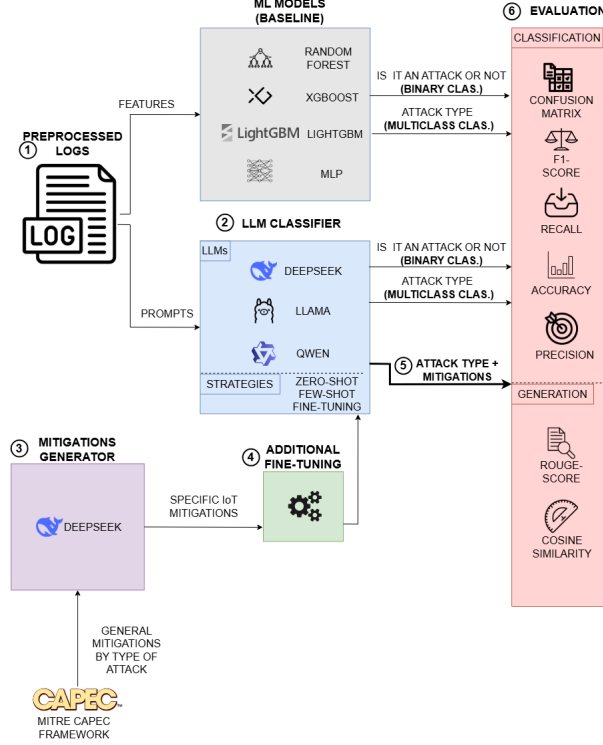 ML MODELS
(BASELINE)
6 EVALUATION
CLASSIFICATION
RANDOM
FOREST
XGBOOST
LightGBM LIGHTGBM
MLP
FEATURES
IS IT AN ATTACK OR NOT
(BINARY CLAS.)
ATTACK TYPE
(MULTICLASS CLAS.)
CONFUSION
MATRIX
F1-
SCORE
RECALL
ACCURACY
PRECISION
1 PREPROCESSED
LOGS
LOG
PROMPTS
2 LLM CLASSIFIER
LLMs
DEEPSEEK
LLAMA
QWEN
STRATEGIES
ZERO-SHOT
FEW-SHOT
FINE-TUNING
IS IT AN ATTACK OR NOT
(BINARY CLAS.)
ATTACK TYPE
(MULTICLASS CLAS.)
5 ATTACK TYPE +
MITIGATIONS
GENERATION
ROUGE-
SCORE
COSINE
SIMILARITY
3 MITIGATIONS
GENERATOR
DEEPSEEK
SPECIFIC IoT
MITIGATIONS
4 ADDITIONAL
FINE-TUNING
GENERAL
MITIGATIONS
BY TYPE OF
ATTACK
CAPEC
MITRE CAPEC
FRAMEWORK